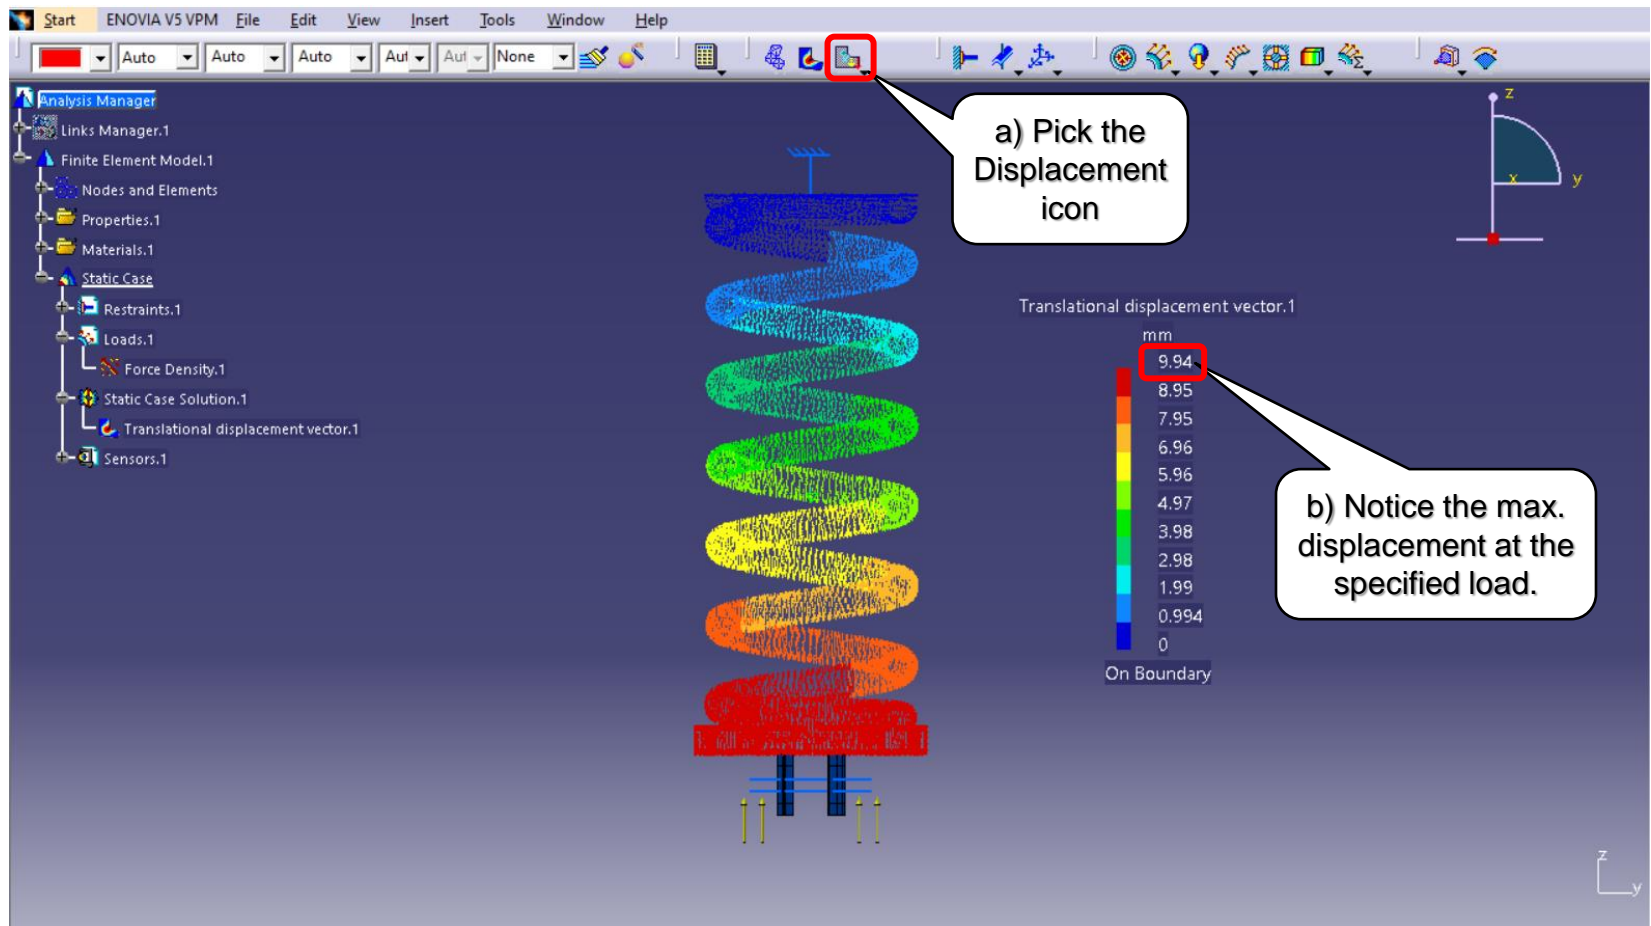 Start ENOVIA V5 VPM File Edit View Insert Tools Window Help
Auto Auto Auto Aut Aut None
Analysis Manager
Links Manager.1
Finite Element Model.1
Nodes and Elements
Properties.1
Materials.1
Static Case
Restraints.1
Loads.1
Force Density.1
Static Case Solution.1
Translational displacement vector.1
Sensors.1
a) Pick the
Displacement
icon
z
x
y
Translational displacement vector.1
mm
9.94
8.95
7.95
6.96
5.96
4.97
3.98
2.98
1.99
0.994
0
On Boundary
b) Notice the max.
displacement at the
specified load.
z
y